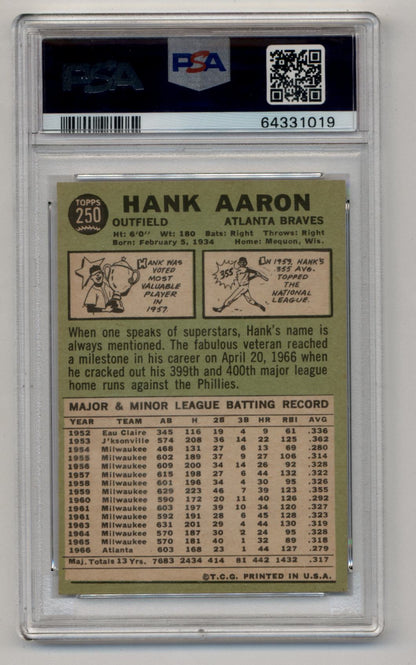 PSA
PSA
64331019
TOPPS
250
HANK AARON
OUTFIELD ATLANTA BRAVES
Ht: 6'0" Wt: 180 Bats: Right Throws: Right
Born: February 5, 1934 Home: Mequon, Wis.
HANK WAS
VOTED
MOST
VALUABLE
PLAYER
IN
1957.
.355
IN 1959, HANK'S
.355 AVG.
TOPPED
THE
NATIONAL
LEAGUE.
When one speaks of superstars, Hank's name is
always mentioned. The fabulous veteran reached
a milestone in his career on April 20, 1966 when
he cracked out his 399th and 400th major league
home runs against the Phillies.
MAJOR & MINOR LEAGUE BATTING RECORD
YEAR TEAM AB H 2B 3B HR RBI AVG
1952 Eau Claire 345 116 19 4 9 61 .336
1953 J'ksonville 574 208 36 14 22 125 .362
1954 Milwaukee 468 131 27 6 13 69 .280
1955 Milwaukee 602 189 37 9 27 106 .314
1956 Milwaukee 609 200 34 14 26 92 .328
1957 Milwaukee 615 198 27 6 44 132 .322
1958 Milwaukee 601 196 34 4 30 95 .326
1959 Milwaukee 629 223 46 7 39 123 .355
1960 Milwaukee 590 172 20 11 40 126 .292
1961 Milwaukee 603 197 39 10 34 120 .327
1961 Milwaukee 592 191 28 6 45 128 .323
1963 Milwaukee 631 201 29 4 44 130 .319
1964 Milwaukee 570 187 30 2 24 95 .328
1965 Milwaukee 570 181 40 1 32 89 .318
1966 Atlanta 603 168 23 1 44 127 .279
Maj. Totals 13 Yrs. 7683 2434 414 81 442 1432 .317
©T.C.G. PRINTED IN U.S.A.